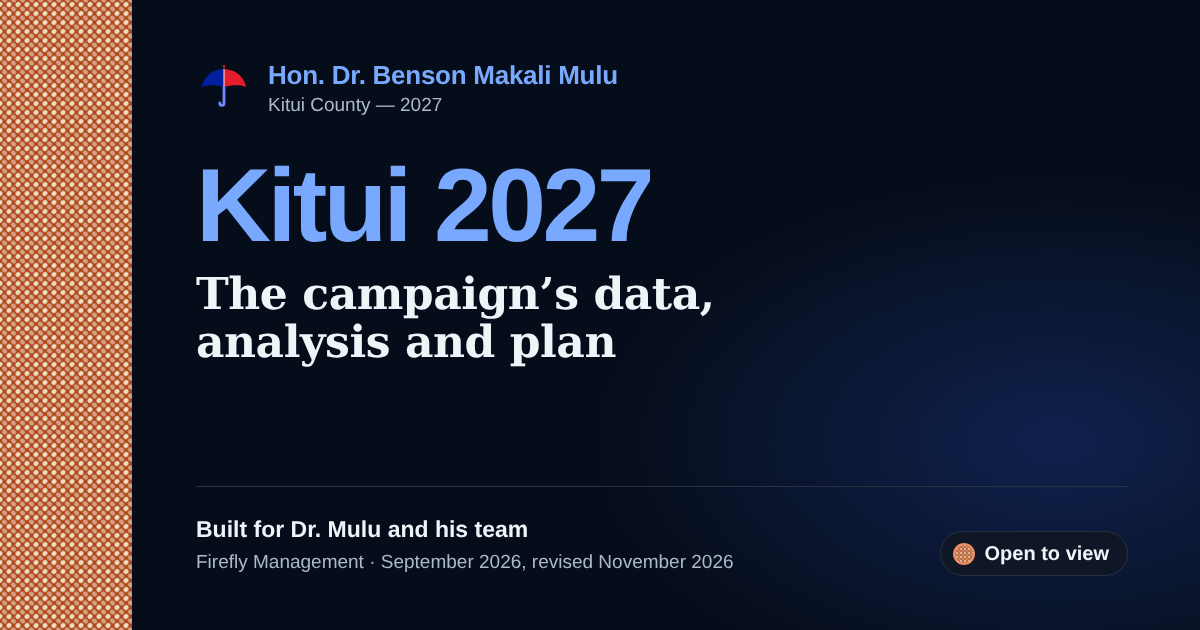 Hon. Dr. Benson Makali Mulu
Kitui County — 2027
Kitui 2027
The campaign’s data,
analysis and plan
Built for Dr. Mulu and his team
Firefly Management · September 2026, revised November 2026
Open to view